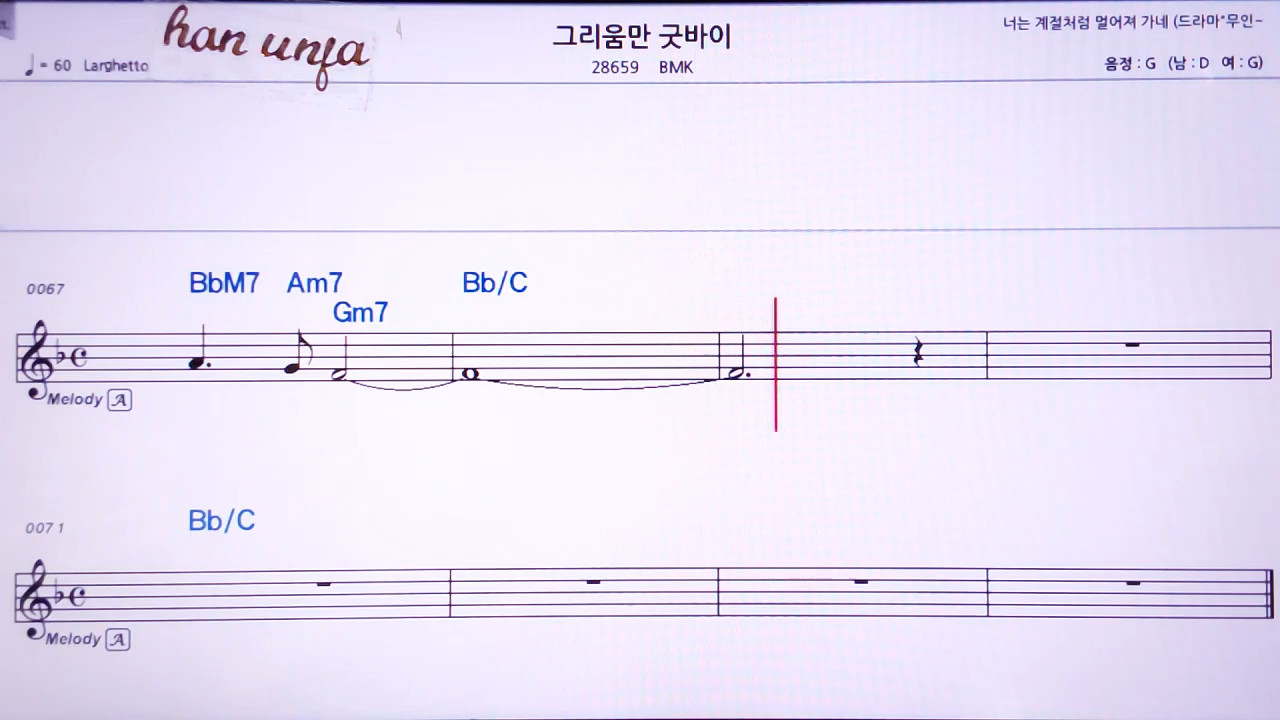 han unja
그리움만 굿바이
너는 계절처럼 멀어져 가네 (드라마"무인-
♩= 60 Larghetto
28659 BMK
음정 : G (남 : D 여 : G)
0067 BbM7 Am7 Bb/C
Gm7
Melody A
0071 Bb/C
Melody A